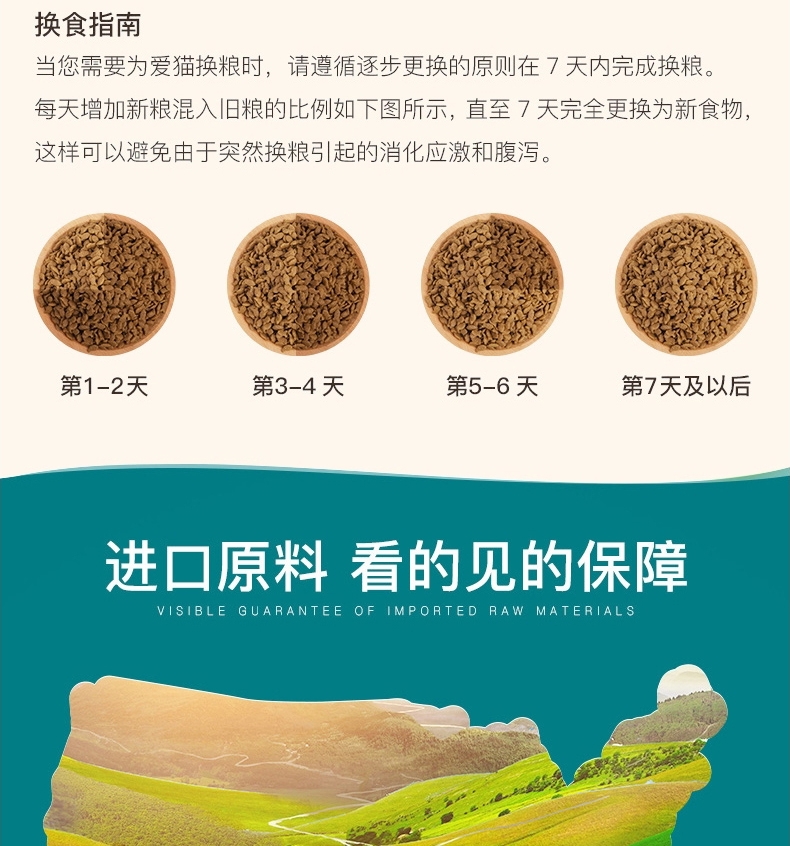 换食指南
当您需要为爱猫换粮时，请遵循逐步更换的原则在 7 天内完成换粮。
每天增加新粮混入旧粮的比例如下图所示，直至 7 天完全更换为新食物，
这样可以避免由于突然换粮引起的消化应激和腹泻。
第1-2天
第3-4 天
第5-6 天
第7天及以后
进口原料 看的见的保障
VISIBLE GUARANTEE OF IMPORTED RAW MATERIALS